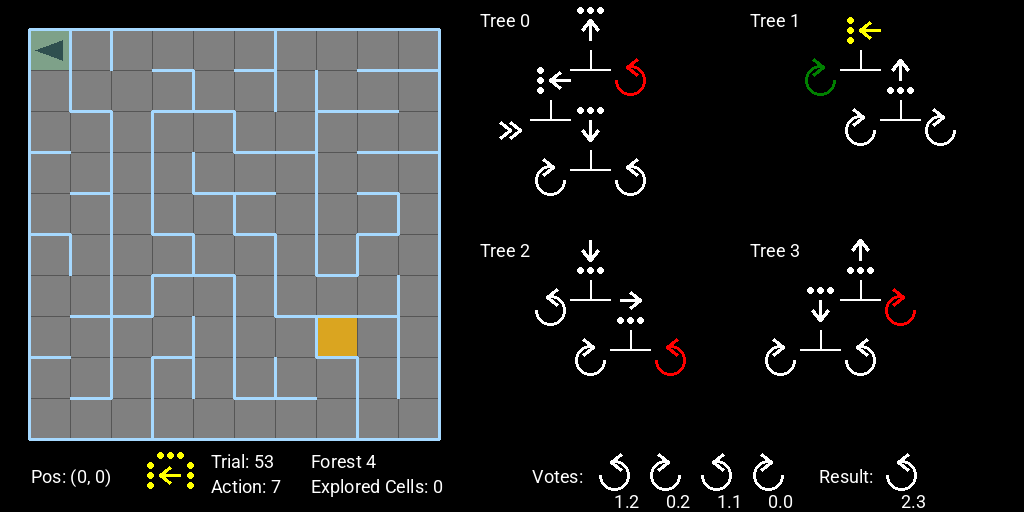 Tree 0
Tree 1
Tree 2
Tree 3
Pos: (0, 0)
Trial: 53
Action: 7
Forest 4
Explored Cells: 0
Votes:
1.2
0.2
1.1
0.0
Result:
2.3